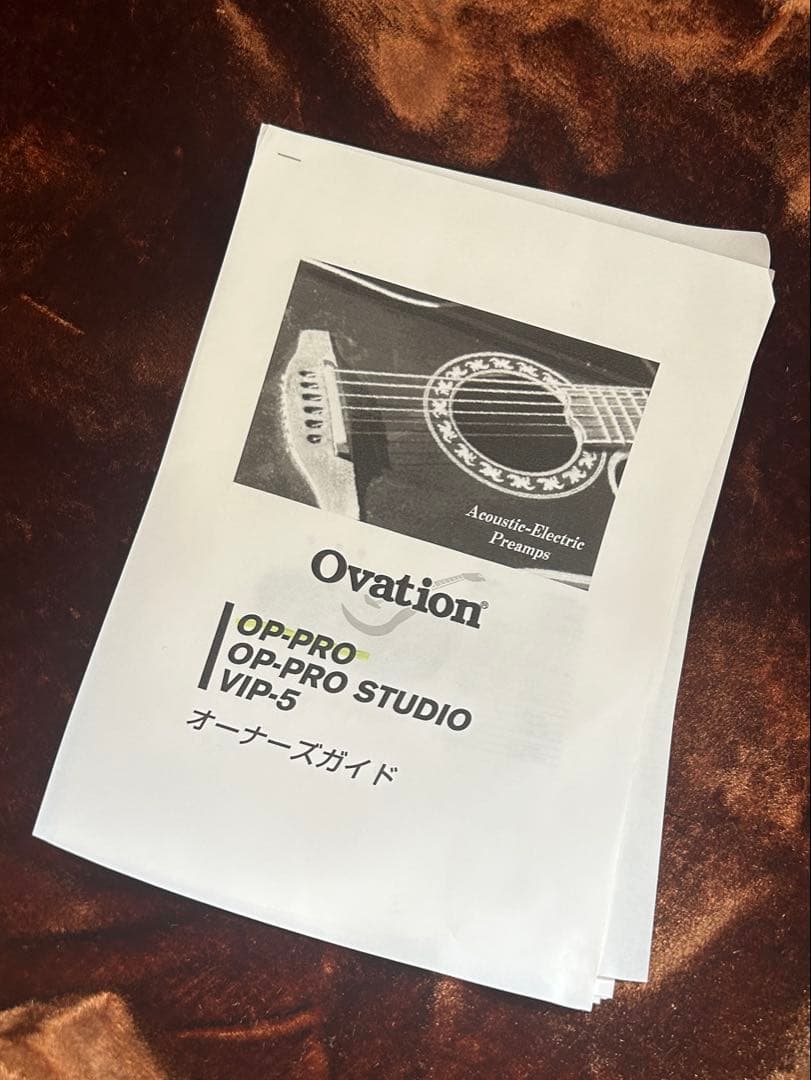 Acoustic-Electric
Preamps
Ovation®
OP-PRO
OP-PRO STUDIO
VIP-5
オーナーズガイド